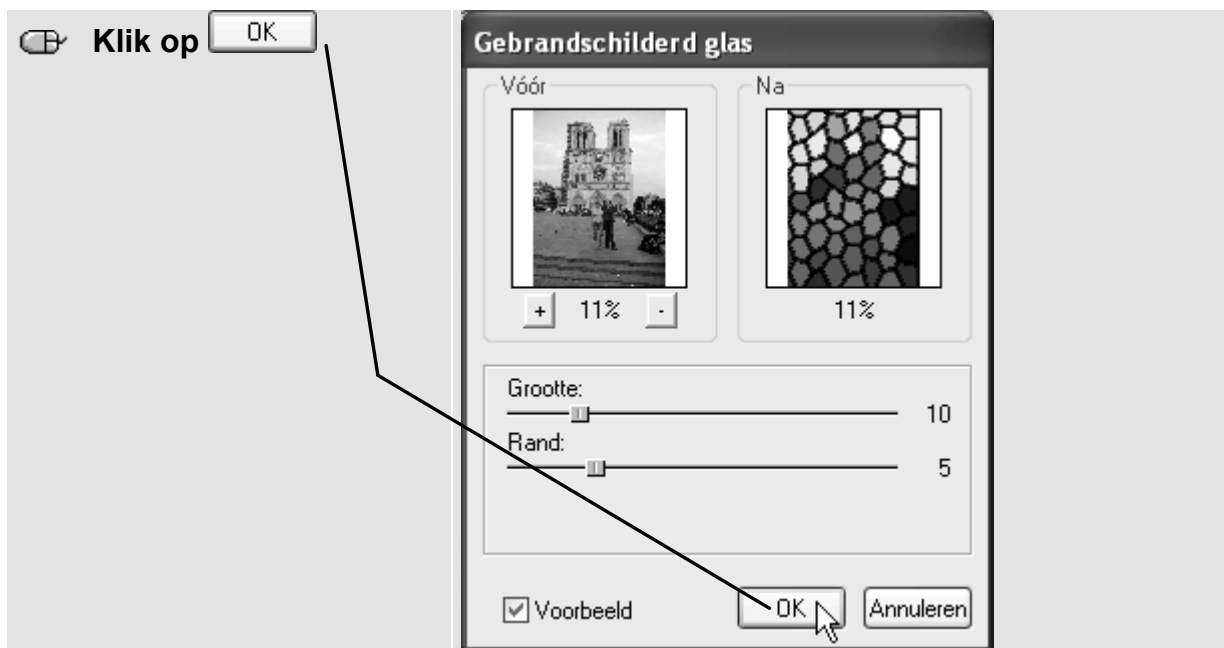 Klik op OK
Gebrandschilderd glas
Vóór
Na
+ 11% -
11%
Grootte:
10
Rand:
5
Voorbeeld
OK
Annuleren